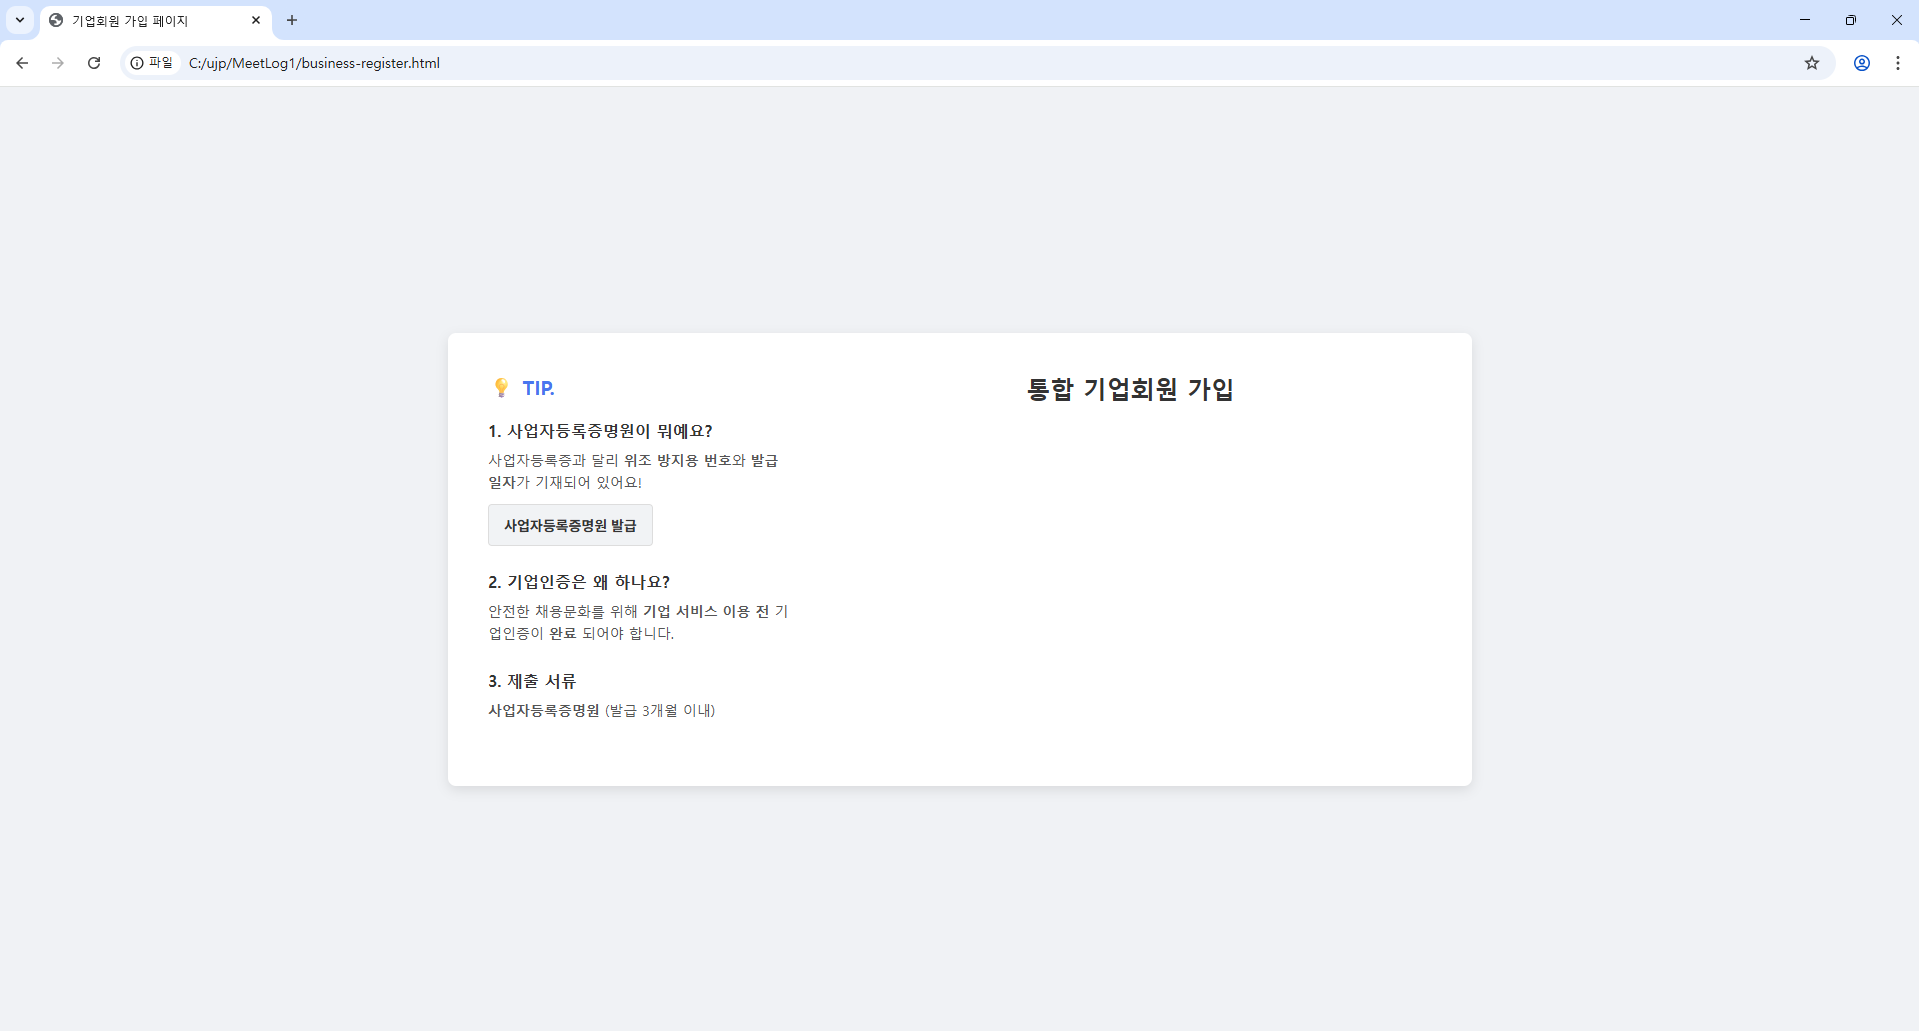 기업회원 가입 페이지
파일
C:/ujp/MeetLog1/business-register.html
TIP.
1. 사업자등록증명원이 뭐예요?
사업자등록증과 달리 위조 방지용 번호와 발급
일자가 기재되어 있어요!
사업자등록증명원 발급
2. 기업인증은 왜 하나요?
안전한 채용문화를 위해 기업 서비스 이용 전 기
업인증이 완료 되어야 합니다.
3. 제출 서류
사업자등록증명원 (발급 3개월 이내)
통합 기업회원 가입